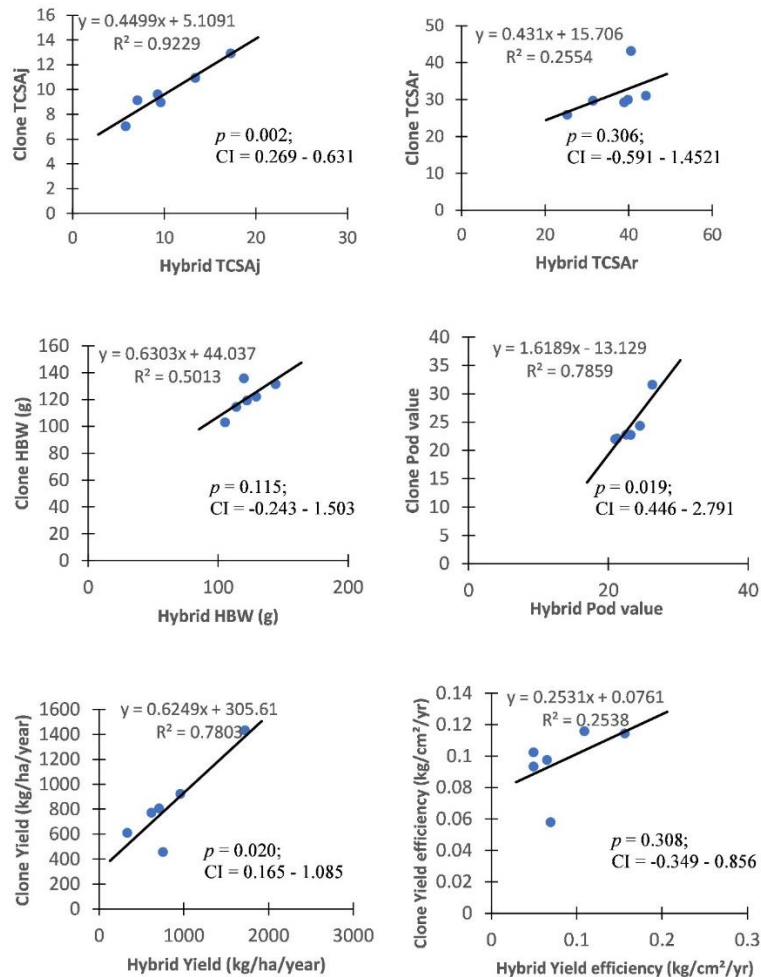 y = 0.4499x + 5.1091
R² = 0.9229
Clone TCSAj
16
14
12
10
8
6
4
2
0
p = 0.002;
CI = 0.269 - 0.631
0 10 20 30
Hybrid TCSAj
y = 0.431x + 15.706
R² = 0.2554
Clone TCSAr
50
40
30
20
10
0
p = 0.306;
CI = -0.591 - 1.4521
0 20 40 60
Hybrid TCSAr
y = 0.6303x + 44.037
R² = 0.5013
Clone HBW (g)
160
140
120
100
80
60
40
20
0
p = 0.115;
CI = -0.243 - 1.503
0 100 200
Hybrid HBW (g)
y = 1.6189x - 13.129
R² = 0.7859
Clone Pod value
40
35
30
25
20
15
10
5
0
p = 0.019;
CI = 0.446 - 2.791
0 20 40
Hybrid Pod value
y = 0.6249x + 305.61
R² = 0.7803
Clone Yield (kg/ha/year)
1600
1400
1200
1000
800
600
400
200
0
p = 0.020;
CI = 0.165 - 1.085
0 1000 2000 3000
Hybrid Yield (kg/ha/year)
y = 0.2531x + 0.0761
R² = 0.2538
Clone Yield efficiency (kg/cm²/yr)
0.14
0.12
0.1
0.08
0.06
0.04
0.02
0
p = 0.308;
CI = -0.349 - 0.856
0 0.1 0.2 0.3
Hybrid Yield efficiency (kg/cm²/yr)